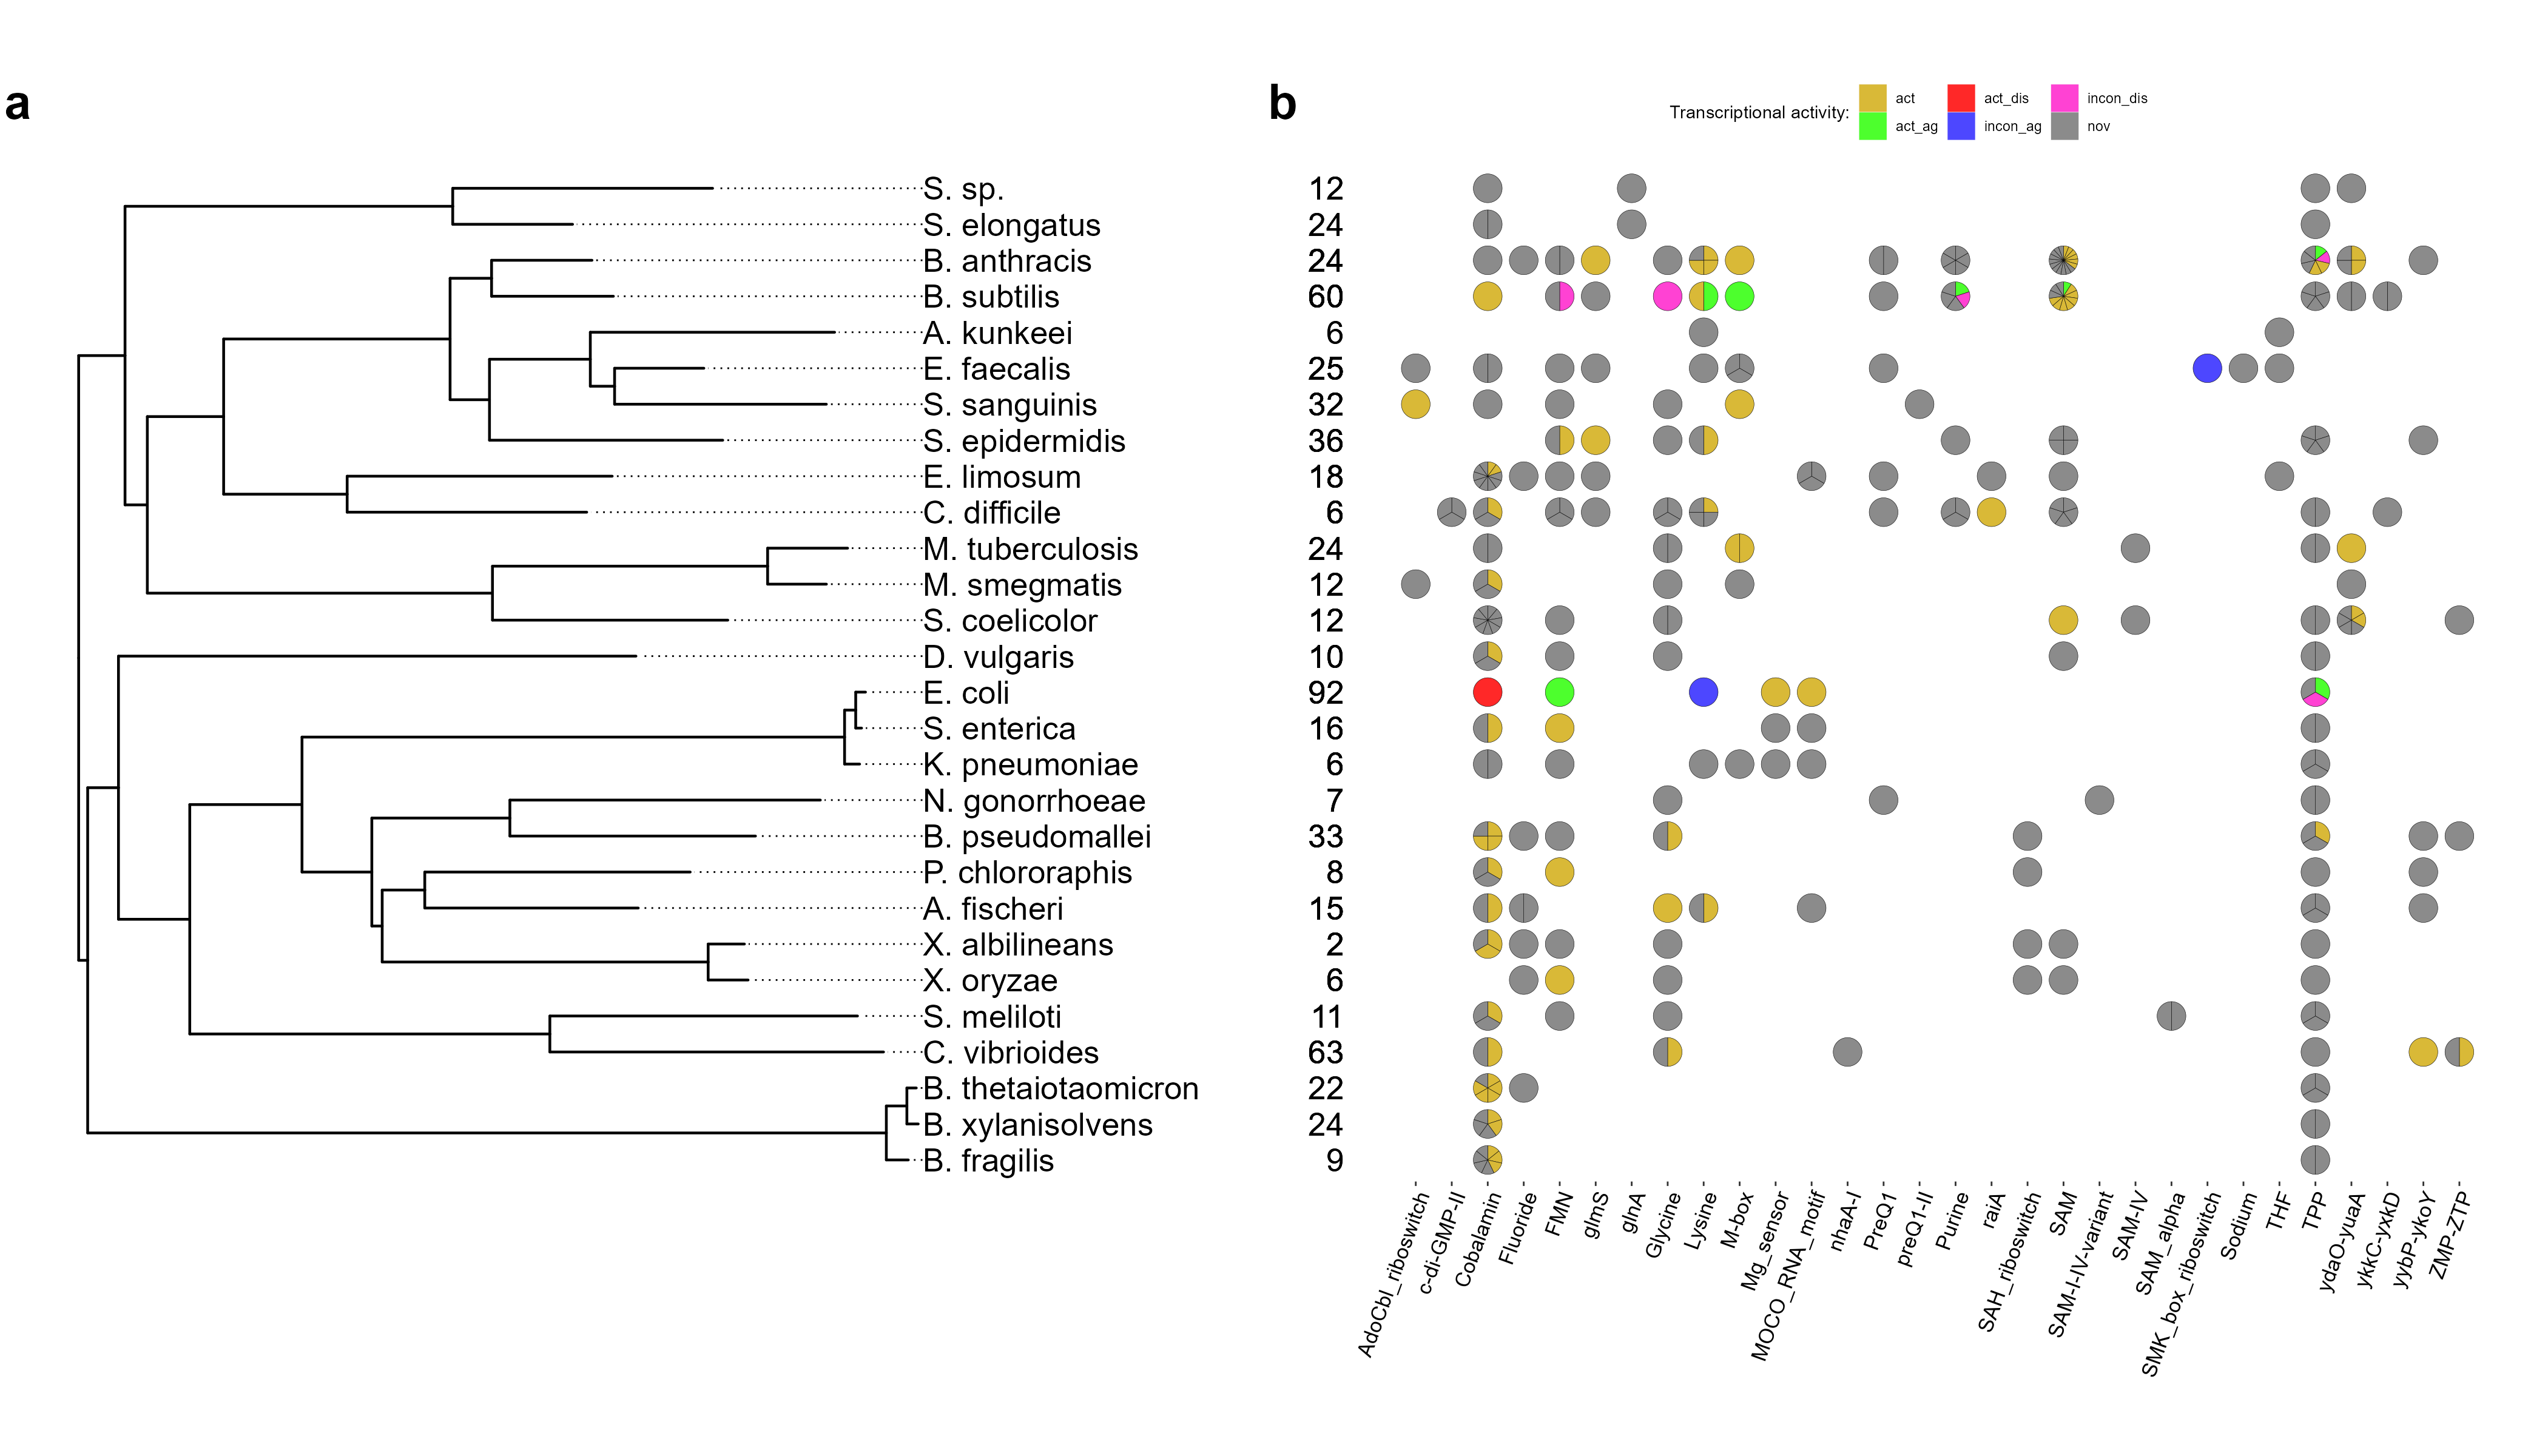 a
b
Transcriptional activity:
act
act_dis
incon_dis
act_ag
incon_ag
nov
S. sp. 12
S. elongatus 24
B. anthracis 24
B. subtilis 60
A. kunkeei 6
E. faecalis 25
S. sanguinis 32
S. epidermidis 36
E. limosum 18
C. difficile 6
M. tuberculosis 24
M. smegmatis 12
S. coelicolor 12
D. vulgaris 10
E. coli 92
S. enterica 16
K. pneumoniae 6
N. gonorrhoeae 7
B. pseudomallei 33
P. chlororaphis 8
A. fischeri 15
X. albilineans 2
X. oryzae 6
S. meliloti 11
C. vibrioides 63
B. thetaiotaomicron 22
B. xylanisolvens 24
B. fragilis 9
AdoCbl_riboswitch
c-di-GMP-II
Cobalamin
Fluoride
FMN
glmS
glnA
Glycine
Lysine
M-box
Mg_sensor
MOCO_RNA_motif
nhaA-I
PreQ1
preQ1-II
Purine
raiA
SAH_riboswitch
SAM
SAM-I-IV-variant
SAM-IV
SAM_alpha
SMK_box_riboswitch
Sodium
THF
TPP
ydaO-yuaA
ykkC-yxkD
yybP-ykoY
ZMP-ZTP